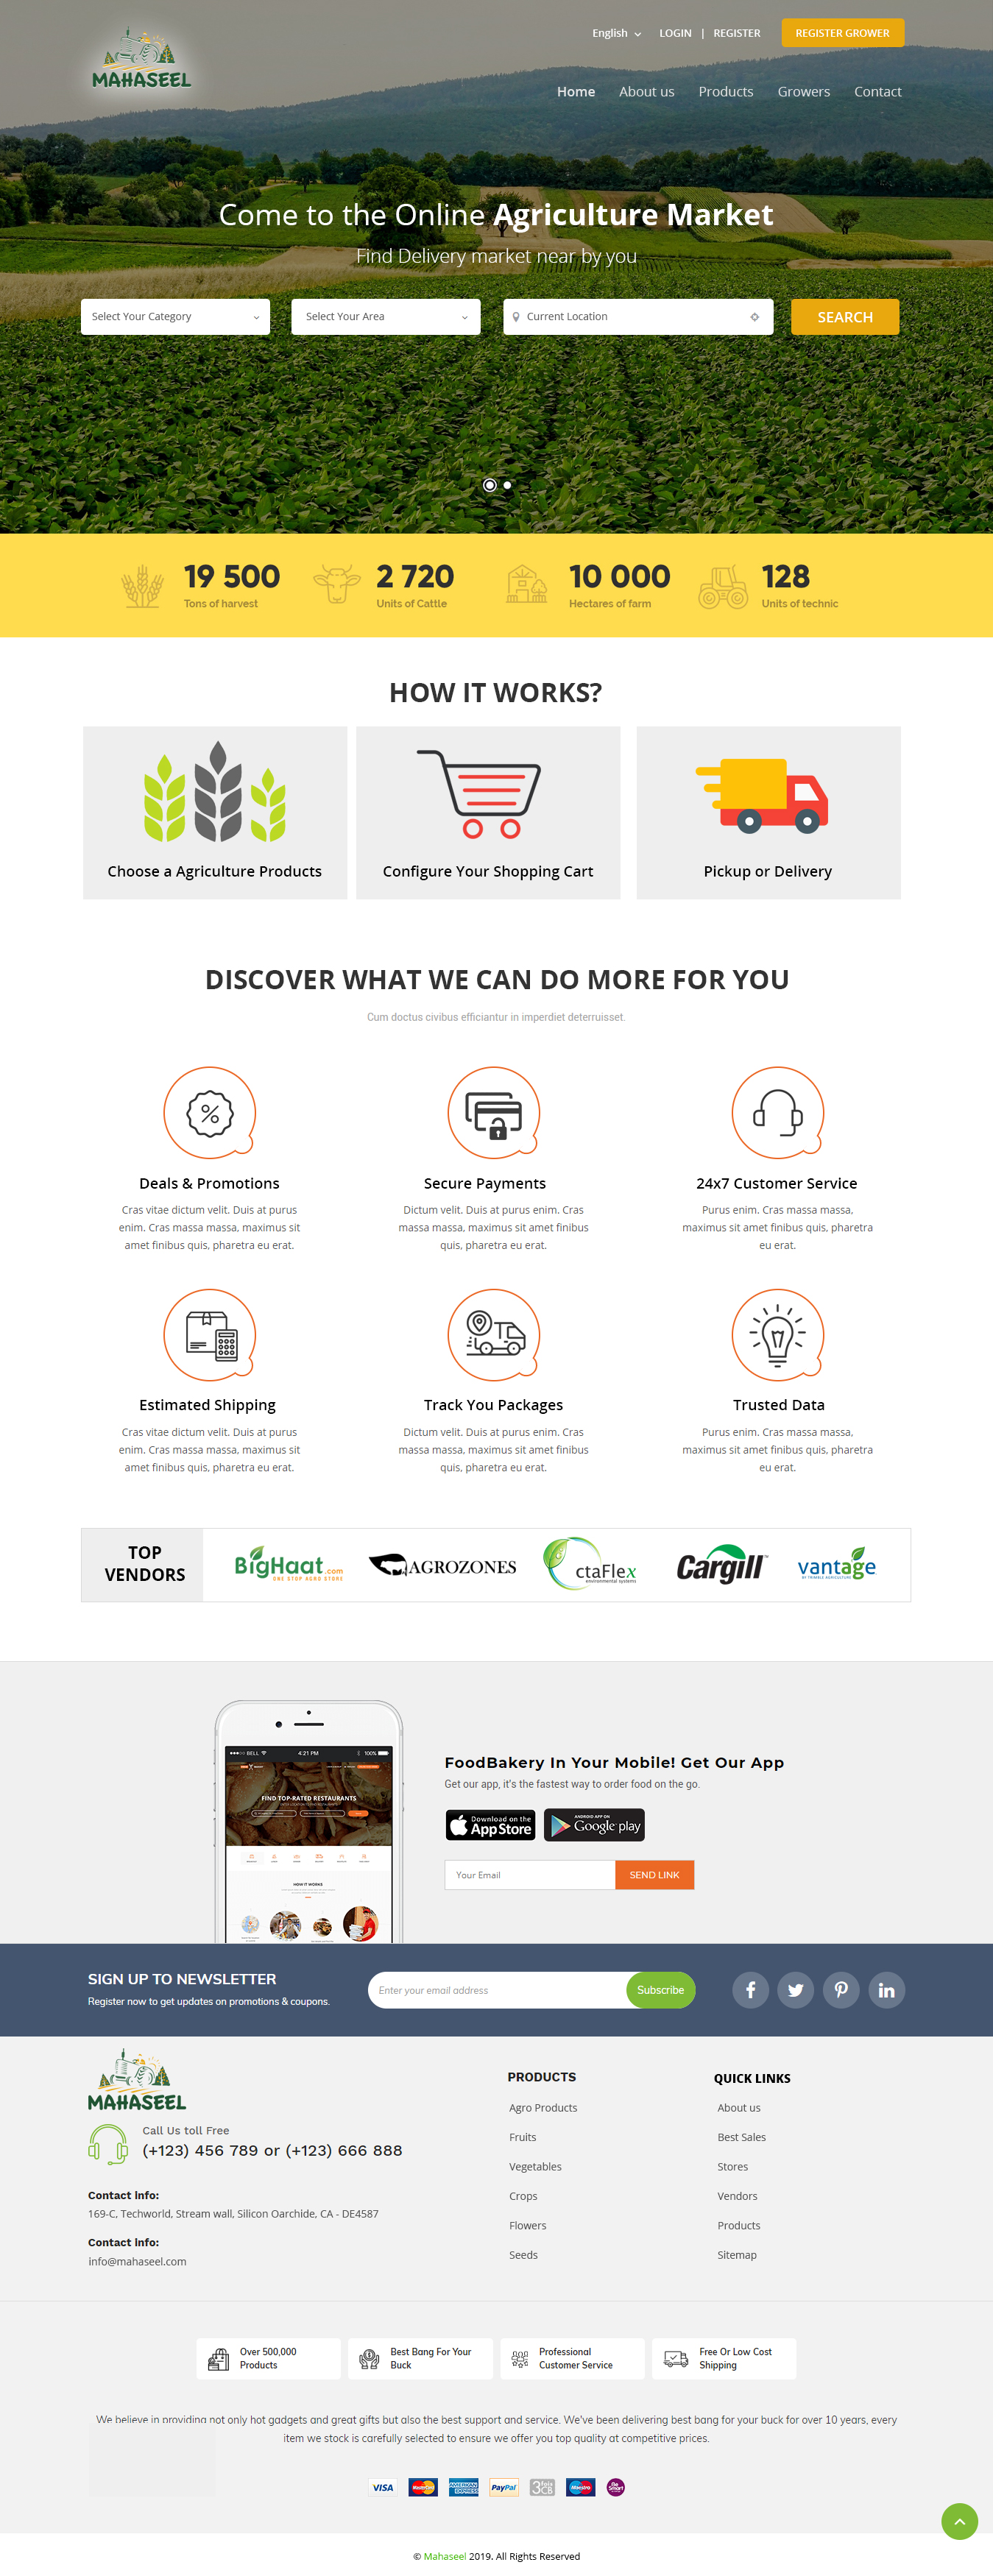 English LOGIN | REGISTER REGISTER GROWER
MAHASEEL
Home About us Products Growers Contact
Come to the Online Agriculture Market
Find Delivery market near by you
Select Your Category Select Your Area Current Location SEARCH
19 500 2 720 10 000 128
Tons of harvest Units of Cattle Hectares of farm Units of technic
HOW IT WORKS?
Choose a Agriculture Products Configure Your Shopping Cart Pickup or Delivery
DISCOVER WHAT WE CAN DO MORE FOR YOU
Cum doctus civibus efficiantur in imperdiet deterruisset.
Deals & Promotions
Cras vitae dictum velit. Duis at purus
enim. Cras massa massa, maximus sit
amet finibus quis, pharetra eu erat.
Secure Payments
Dictum velit. Duis at purus enim. Cras
massa massa, maximus sit amet finibus
quis, pharetra eu erat.
24x7 Customer Service
Purus enim. Cras massa massa,
maximus sit amet finibus quis, pharetra
eu erat.
Estimated Shipping
Cras vitae dictum velit. Duis at purus
enim. Cras massa massa, maximus sit
amet finibus quis, pharetra eu erat.
Track You Packages
Dictum velit. Duis at purus enim. Cras
massa massa, maximus sit amet finibus
quis, pharetra eu erat.
Trusted Data
Purus enim. Cras massa massa,
maximus sit amet finibus quis, pharetra
eu erat.
TOP
VENDORS
BigHaat.com
ONE STOP AGRO STORE
AGROZONES
ctaFlex
environmental systems
Cargill™
vantage
BY TRIMBLE AGRICULTURE
BELL 4:21 PM 100%
FIND TOP-RATED RESTAURANTS
HOW IT WORKS
FoodBakery In Your Mobile! Get Our App
Get our app, it's the fastest way to order food on the go.
Download on the
App Store
ANDROID APP ON
Google play
Your Email SEND LINK
SIGN UP TO NEWSLETTER
Register now to get updates on promotions & coupons.
Enter your email address Subscribe
MAHASEEL
Call Us toll Free
(+123) 456 789 or (+123) 666 888
Contact info:
169-C, Techworld, Stream wall, Silicon Oarchide, CA - DE4587
Contact info:
info@mahaseel.com
PRODUCTS
Agro Products
Fruits
Vegetables
Crops
Flowers
Seeds
QUICK LINKS
About us
Best Sales
Stores
Vendors
Products
Sitemap
Over 500,000
Products
Best Bang For Your
Buck
Professional
Customer Service
Free Or Low Cost
Shipping
We believe in providing not only hot gadgets and great gifts but also the best support and service. We've been delivering best bang for your buck for over 10 years, every
item we stock is carefully selected to ensure we offer you top quality at competitive prices.
VISA MasterCard AMERICAN EXPRESS PayPal 3 fois CB Maestro Be Smart
© Mahaseel 2019. All Rights Reserved